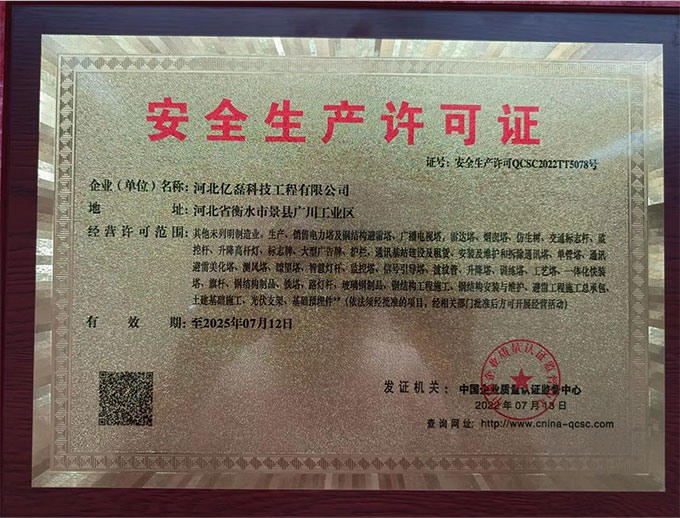 安全生产许可证
证号：安全生产许可QCSC2022TT5078号
企业（单位）名称：河北亿磊科技工程有限公司
地 址：河北省衡水市景县广川工业区
经营许可范围：其他未列明制造业。生产、销售电力塔及钢结构避雷塔、广播电视塔，雷达塔、烟囱塔、仿生树、交通标志杆、监
控杆、升降高杆灯、标志牌、大型广告牌、护栏，通讯基站建设及租赁，安装及维护和拆除通讯塔、单管塔、通讯
避雷美化塔、测风塔、瞭望塔、智慧灯杆、监控塔、信号引导塔、波纹管、升降塔、训练塔、工艺塔、一体化快装
塔、旗杆、钢结构制品、铁塔、路灯杆、玻璃钢制品，钢结构工程施工、钢结构安装与维护、避雷工程施工总承包，
土建基础施工，光伏支架、基础预埋件**（依法须经批准的项目，经相关部门批准后方可开展经营活动）
有 效 期：至2025年07月12日
发证机关：中国企业质量认证监督中心
2022年07月13日
查询网址：http://www.cnina-qcsc.com